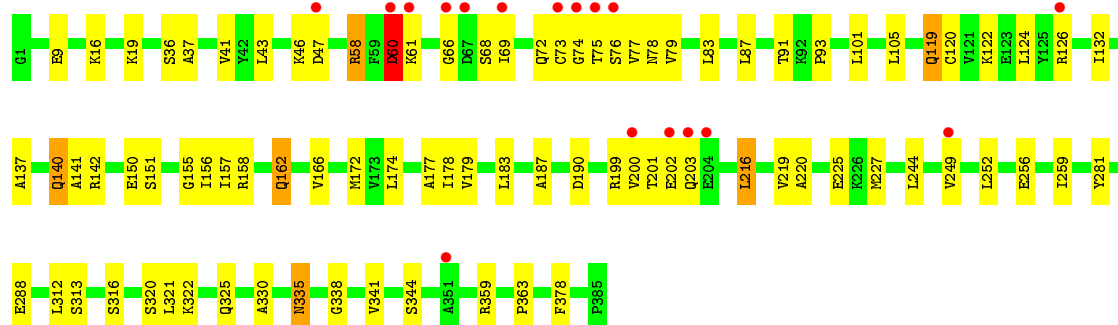 G1 E9 K16 K19 S36 A37 V41 Y42 L43 K46 D47 R58 F59 D60 K61 G66 D67 S68 I69 Q72 C73 G74 T75 S76 V77 N78 V79 L83 L87 T91 K92 P93 L101 L105 Q119 C120 V121 K122 E123 L124 Y125 R126 I132
A137 Q140 A141 R142 E150 S151 G155 I156 I157 R158 Q162 V166 M172 V173 L174 A177 I178 V179 L183 A187 D190 R199 V200 T201 E202 Q203 E204 L216 V219 A220 E225 K226 M227 L244 V249 L252 E256 I259 Y281
E288 L312 S313 S316 S320 L321 K322 Q325 A330 N335 G338 V341 S344 A351 R359 P363 F378 P385